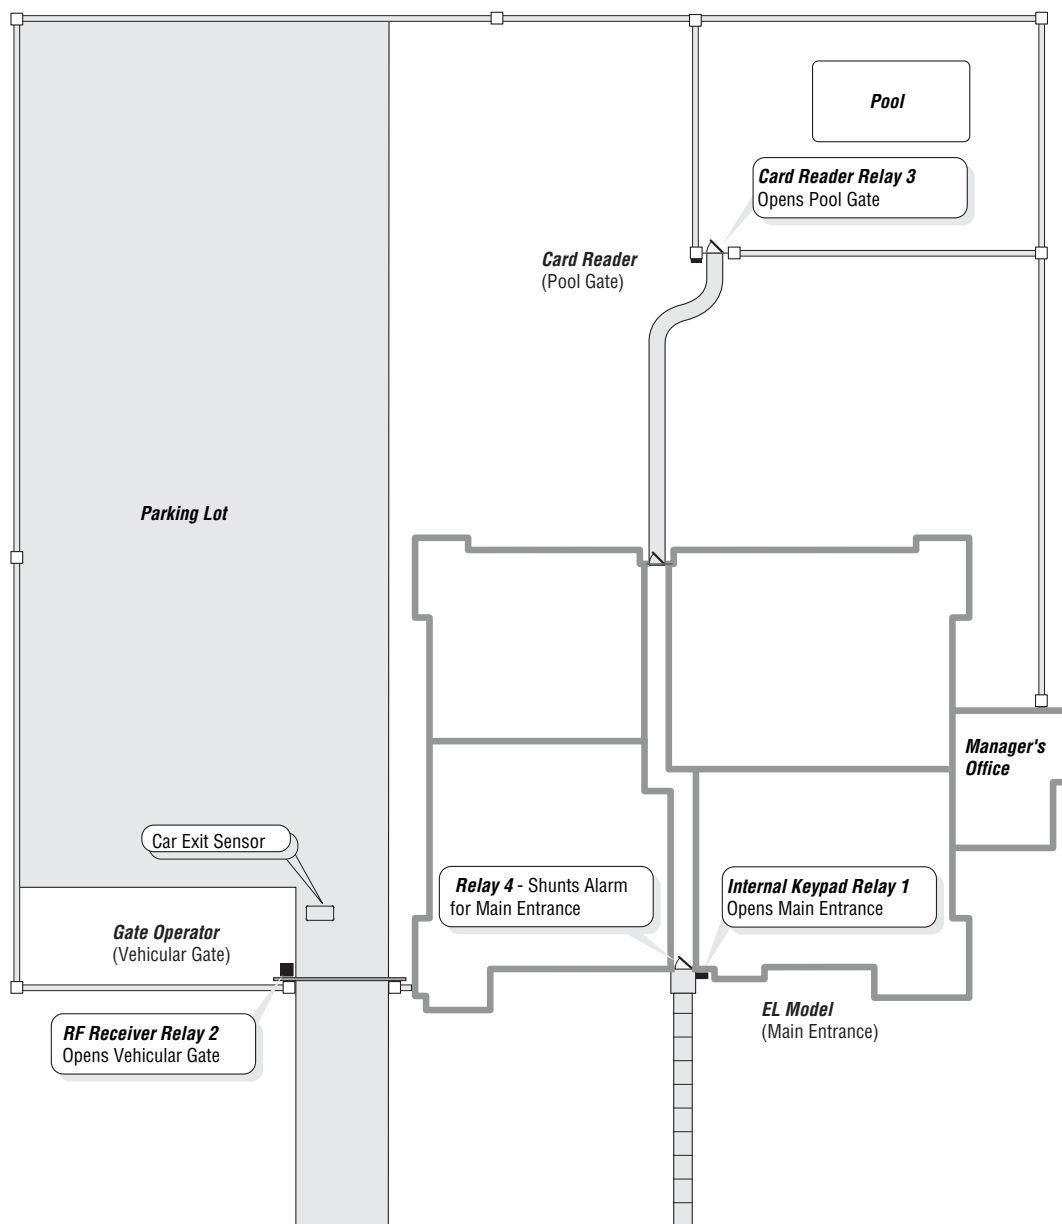 Pool
Card Reader Relay 3
Opens Pool Gate
Card Reader
(Pool Gate)
Parking Lot
Manager's
Office
Car Exit Sensor
Relay 4 - Shunts Alarm
for Main Entrance
Internal Keypad Relay 1
Opens Main Entrance
Gate Operator
(Vehicular Gate)
EL Model
(Main Entrance)
RF Receiver Relay 2
Opens Vehicular Gate